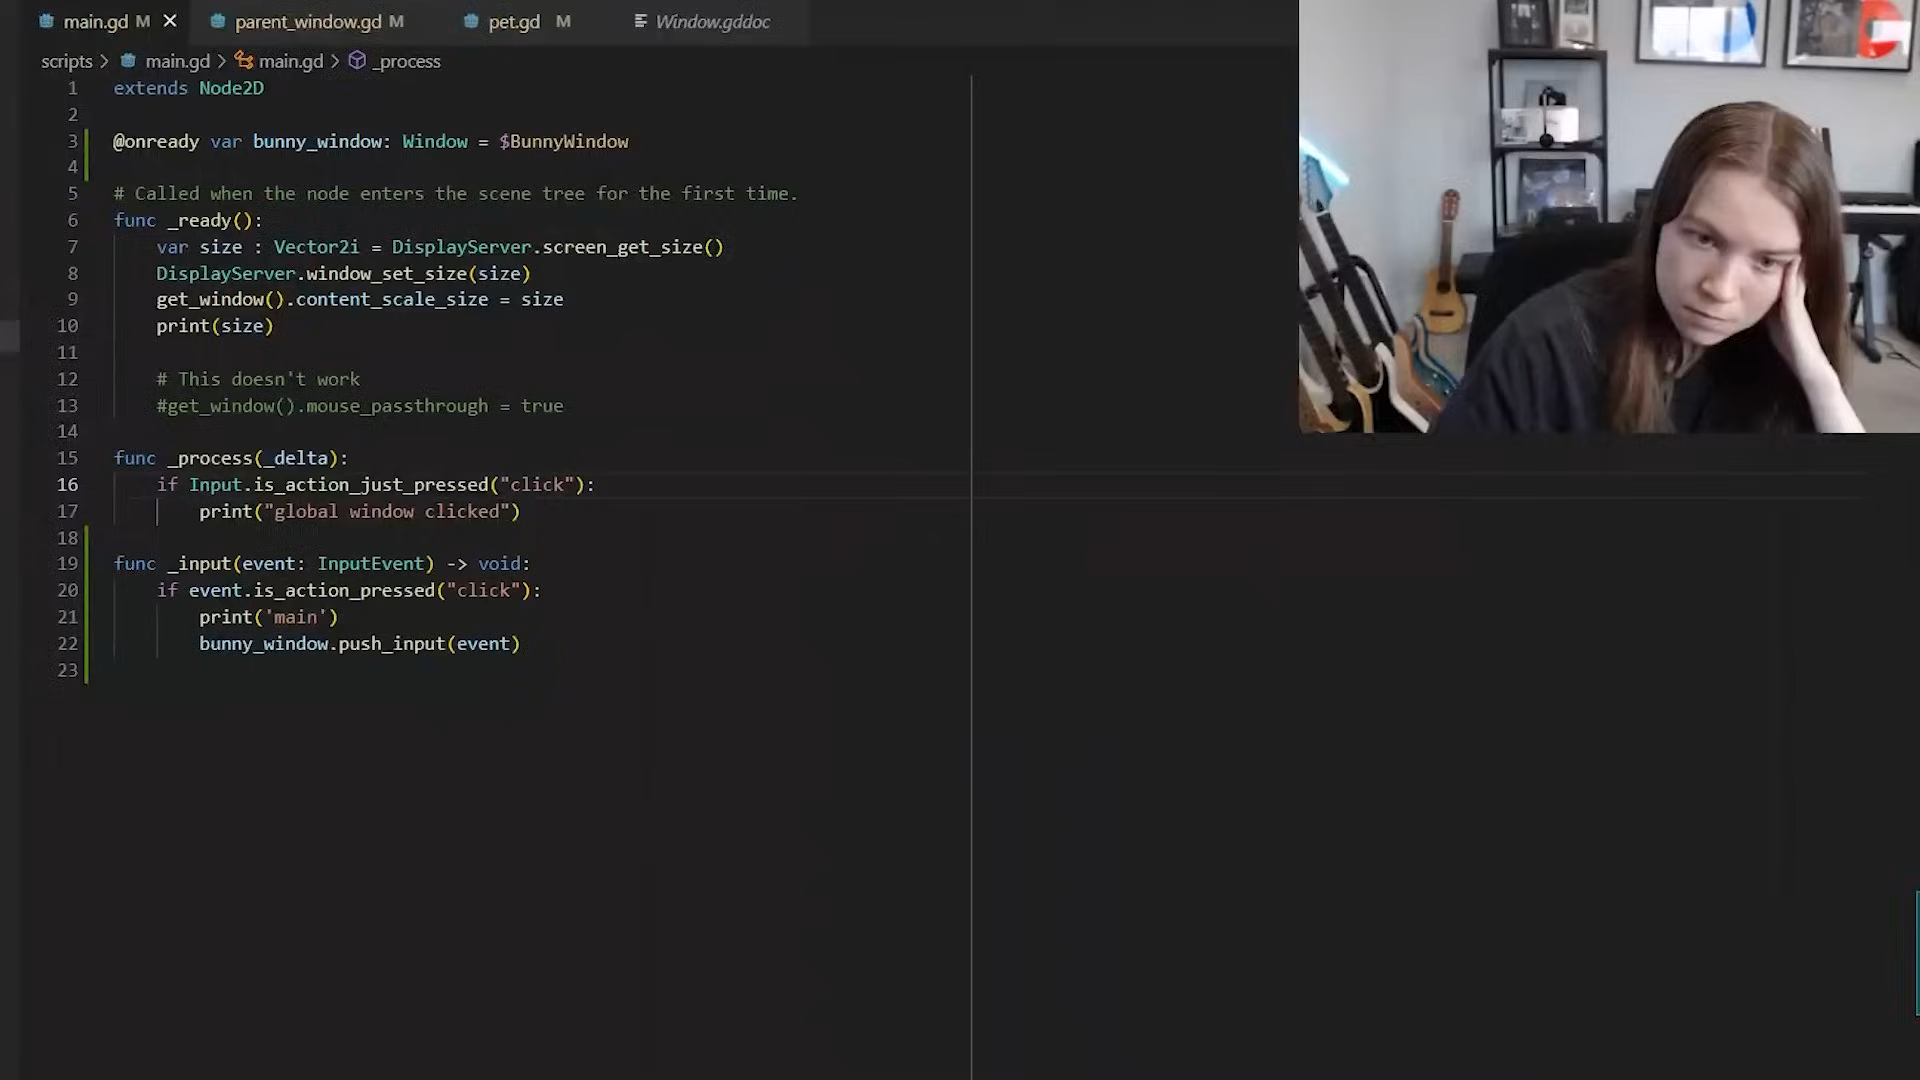 main.gd M
parent_window.gd M
pet.gd M
Window.gddoc
scripts > main.gd > main.gd > _process
1 extends Node2D
2
3 @onready var bunny_window: Window = $BunnyWindow
4
5 # Called when the node enters the scene tree for the first time.
6 func _ready():
7 var size : Vector2i = DisplayServer.screen_get_size()
8 DisplayServer.window_set_size(size)
9 get_window().content_scale_size = size
10 print(size)
11
12 # This doesn't work
13 #get_window().mouse_passthrough = true
14
15 func _process(_delta):
16 if Input.is_action_just_pressed("click"):
17 print("global window clicked")
18
19 func _input(event: InputEvent) -> void:
20 if event.is_action_pressed("click"):
21 print('main')
22 bunny_window.push_input(event)
23